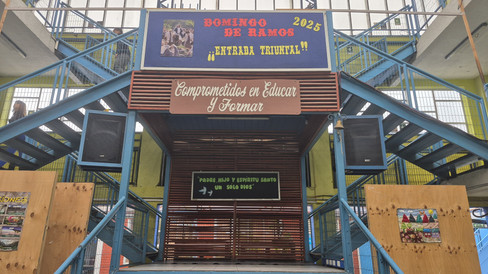 DOMINGO 2025
DE RAMOS
¡¡ENTRADA TRIUNFAL!!
Comprometidos en Educar
y Formar
"PADRE HIJO Y ESPIRITU SANTO
UN SOLO DIOS"